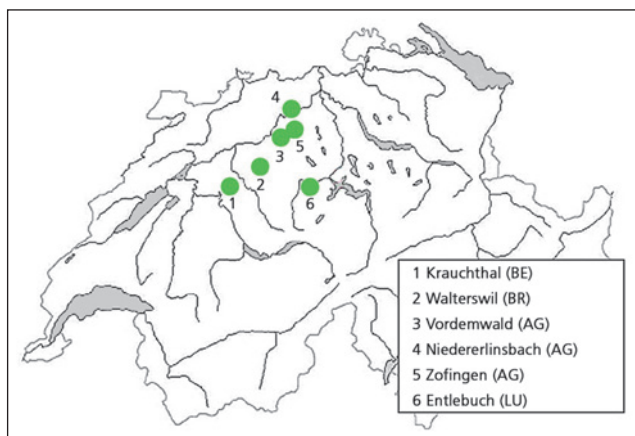 4
5
3
2
1
6
1 Krauchthal (BE)
2 Walterswil (BR)
3 Vordemwald (AG)
4 Niedererlinsbach (AG)
5 Zofingen (AG)
6 Entlebuch (LU)